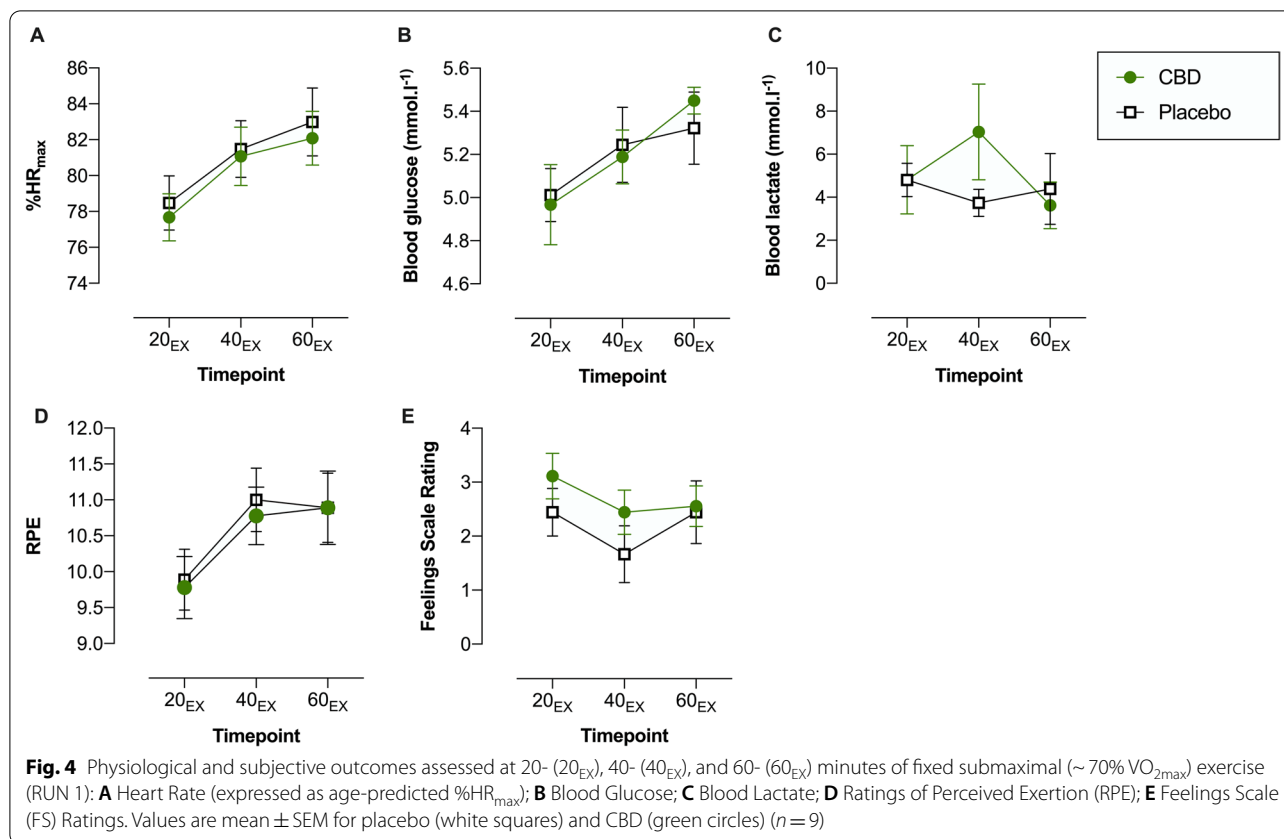 A
B
C
CBD
Placebo
%HRmax
86
84
82
80
78
76
74
20EX
40EX
60EX
Timepoint
Blood glucose (mmol.l-1)
5.6
5.4
5.2
5.0
4.8
4.6
20EX
40EX
60EX
Timepoint
Blood lactate (mmol.l-1)
10
8
6
4
2
0
20EX
40EX
60EX
Timepoint
D
E
RPE
12.0
11.5
11.0
10.5
10.0
9.5
9.0
20EX
40EX
60EX
Timepoint
Feelings Scale Rating
4
3
2
1
0
20EX
40EX
60EX
Timepoint
Fig. 4 Physiological and subjective outcomes assessed at 20- (20EX), 40- (40EX), and 60- (60EX) minutes of fixed submaximal (~ 70% VO2max) exercise
(RUN 1): A Heart Rate (expressed as age-predicted %HRmax); B Blood Glucose; C Blood Lactate; D Ratings of Perceived Exertion (RPE); E Feelings Scale
(FS) Ratings. Values are mean ± SEM for placebo (white squares) and CBD (green circles) (n = 9)